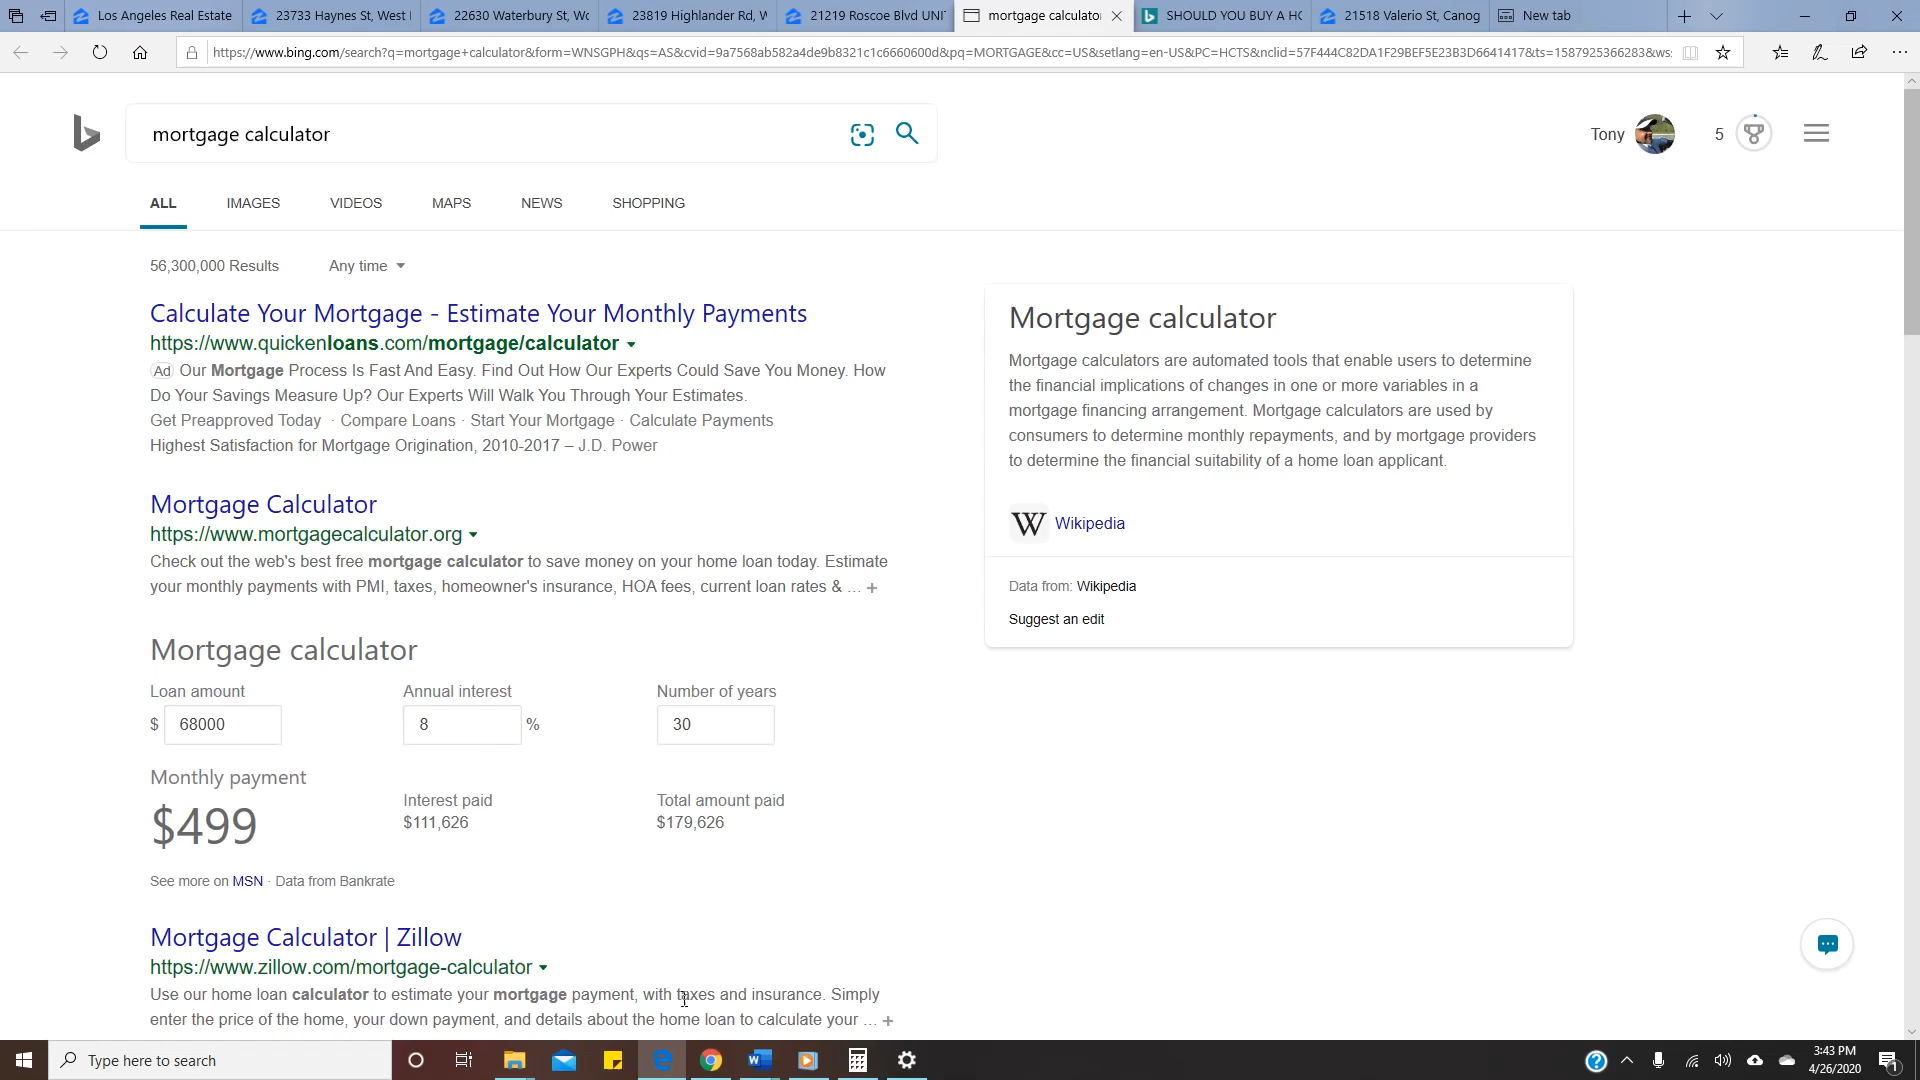 Los Angeles Real Estate
23733 Haynes St, West
22630 Waterbury St, Wo
23819 Highlander Rd, W
21219 Roscoe Blvd UNI
mortgage calculator
SHOULD YOU BUY A HO
21518 Valerio St, Canog
New tab
https://www.bing.com/search?q=mortgage+calculator&form=WNSGPH&qs=AS&cvid=9a7568ab582a4de9b8321c1c6660600d&pq=MORTGAGE&cc=US&setlang=en-US&PC=HCTS&nclid=57F444C82DA1F29BEF5E23B3D6641417&ts=1587925366283&ws:
mortgage calculator
Tony
5
ALL IMAGES VIDEOS MAPS NEWS SHOPPING
56,300,000 Results Any time
Calculate Your Mortgage - Estimate Your Monthly Payments
https://www.quickenloans.com/mortgage/calculator
Ad Our Mortgage Process Is Fast And Easy. Find Out How Our Experts Could Save You Money. How
Do Your Savings Measure Up? Our Experts Will Walk You Through Your Estimates.
Get Preapproved Today · Compare Loans · Start Your Mortgage · Calculate Payments
Highest Satisfaction for Mortgage Origination, 2010-2017 – J.D. Power
Mortgage Calculator
https://www.mortgagecalculator.org
Check out the web's best free mortgage calculator to save money on your home loan today. Estimate
your monthly payments with PMI, taxes, homeowner's insurance, HOA fees, current loan rates & ... +
Mortgage calculator
Loan amount Annual interest Number of years
$ 68000 8 % 30
Monthly payment
$499
Interest paid
$111,626
Total amount paid
$179,626
See more on MSN · Data from Bankrate
Mortgage Calculator | Zillow
https://www.zillow.com/mortgage-calculator
Use our home loan calculator to estimate your mortgage payment, with taxes and insurance. Simply
enter the price of the home, your down payment, and details about the home loan to calculate your ... +
Mortgage calculator
Mortgage calculators are automated tools that enable users to determine
the financial implications of changes in one or more variables in a
mortgage financing arrangement. Mortgage calculators are used by
consumers to determine monthly repayments, and by mortgage providers
to determine the financial suitability of a home loan applicant.
W Wikipedia
Data from: Wikipedia
Suggest an edit
Type here to search
3:43 PM
4/26/2020
1